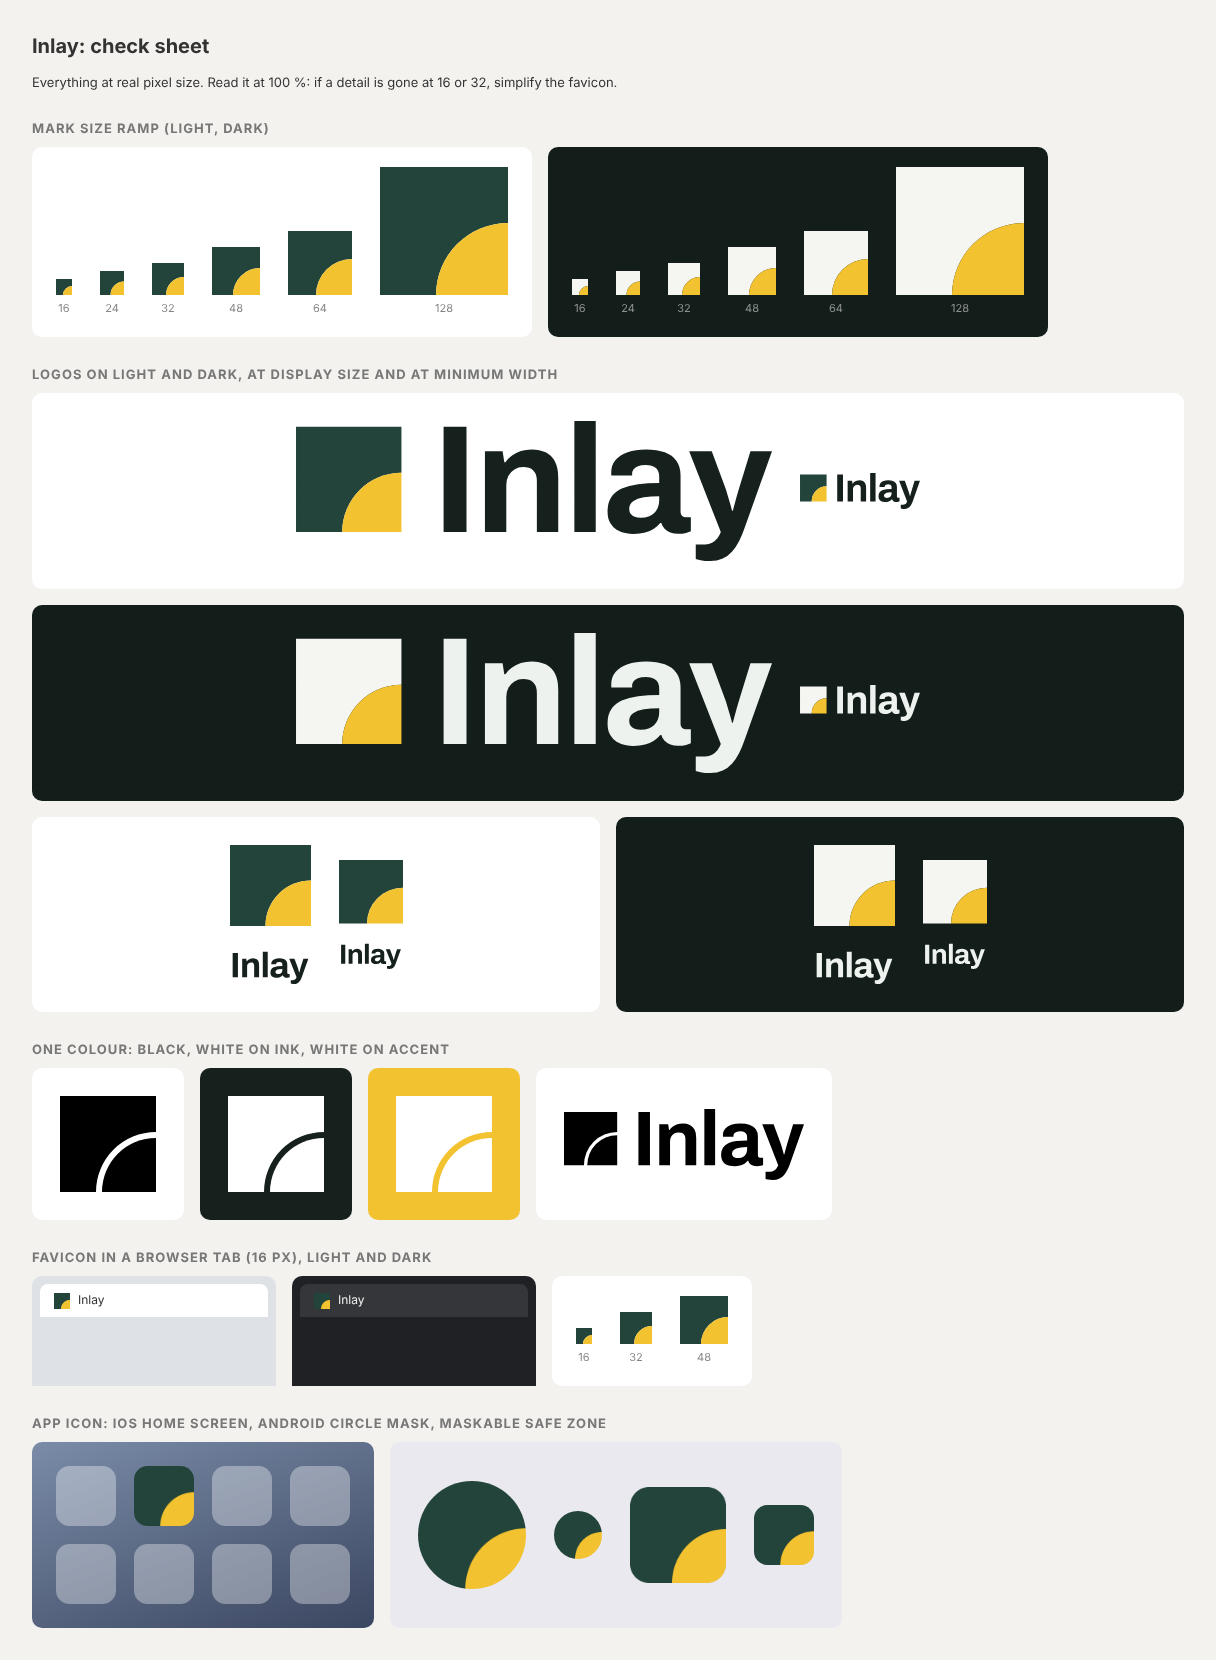 Inlay: check sheet
Everything at real pixel size. Read it at 100 %: if a detail is gone at 16 or 32, simplify the favicon.
MARK SIZE RAMP (LIGHT, DARK)
16 24 32 48 64 128
16 24 32 48 64 128
LOGOS ON LIGHT AND DARK, AT DISPLAY SIZE AND AT MINIMUM WIDTH
Inlay Inlay
Inlay Inlay
Inlay Inlay
Inlay Inlay
ONE COLOUR: BLACK, WHITE ON INK, WHITE ON ACCENT
Inlay
FAVICON IN A BROWSER TAB (16 PX), LIGHT AND DARK
Inlay
Inlay
16 32 48
APP ICON: IOS HOME SCREEN, ANDROID CIRCLE MASK, MASKABLE SAFE ZONE